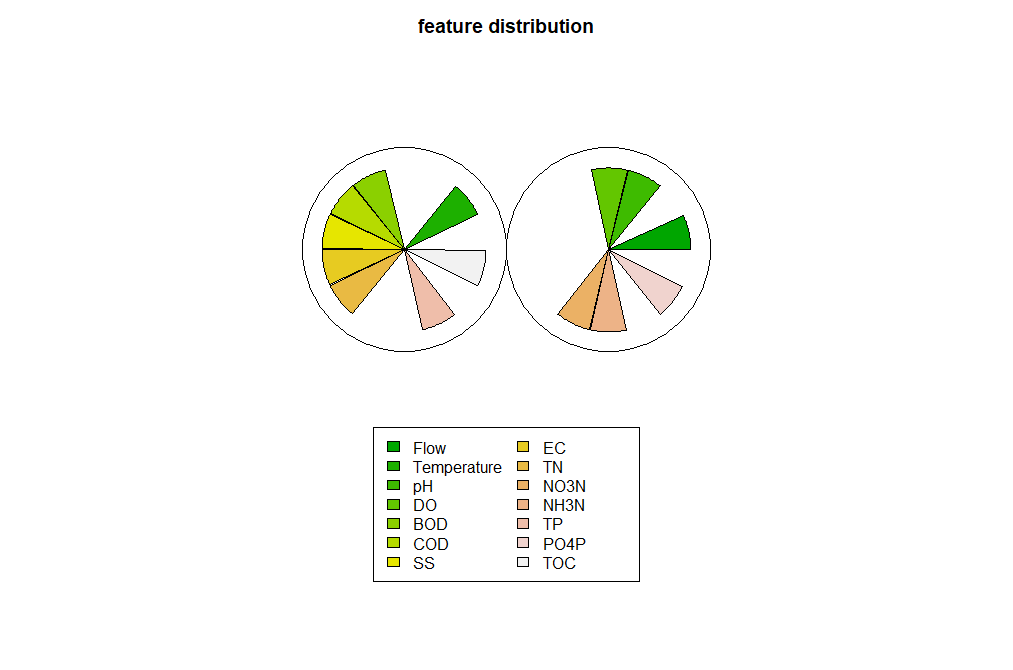 feature distribution
Flow
Temperature
pH
DO
BOD
COD
SS
EC
TN
NO3N
NH3N
TP
PO4P
TOC